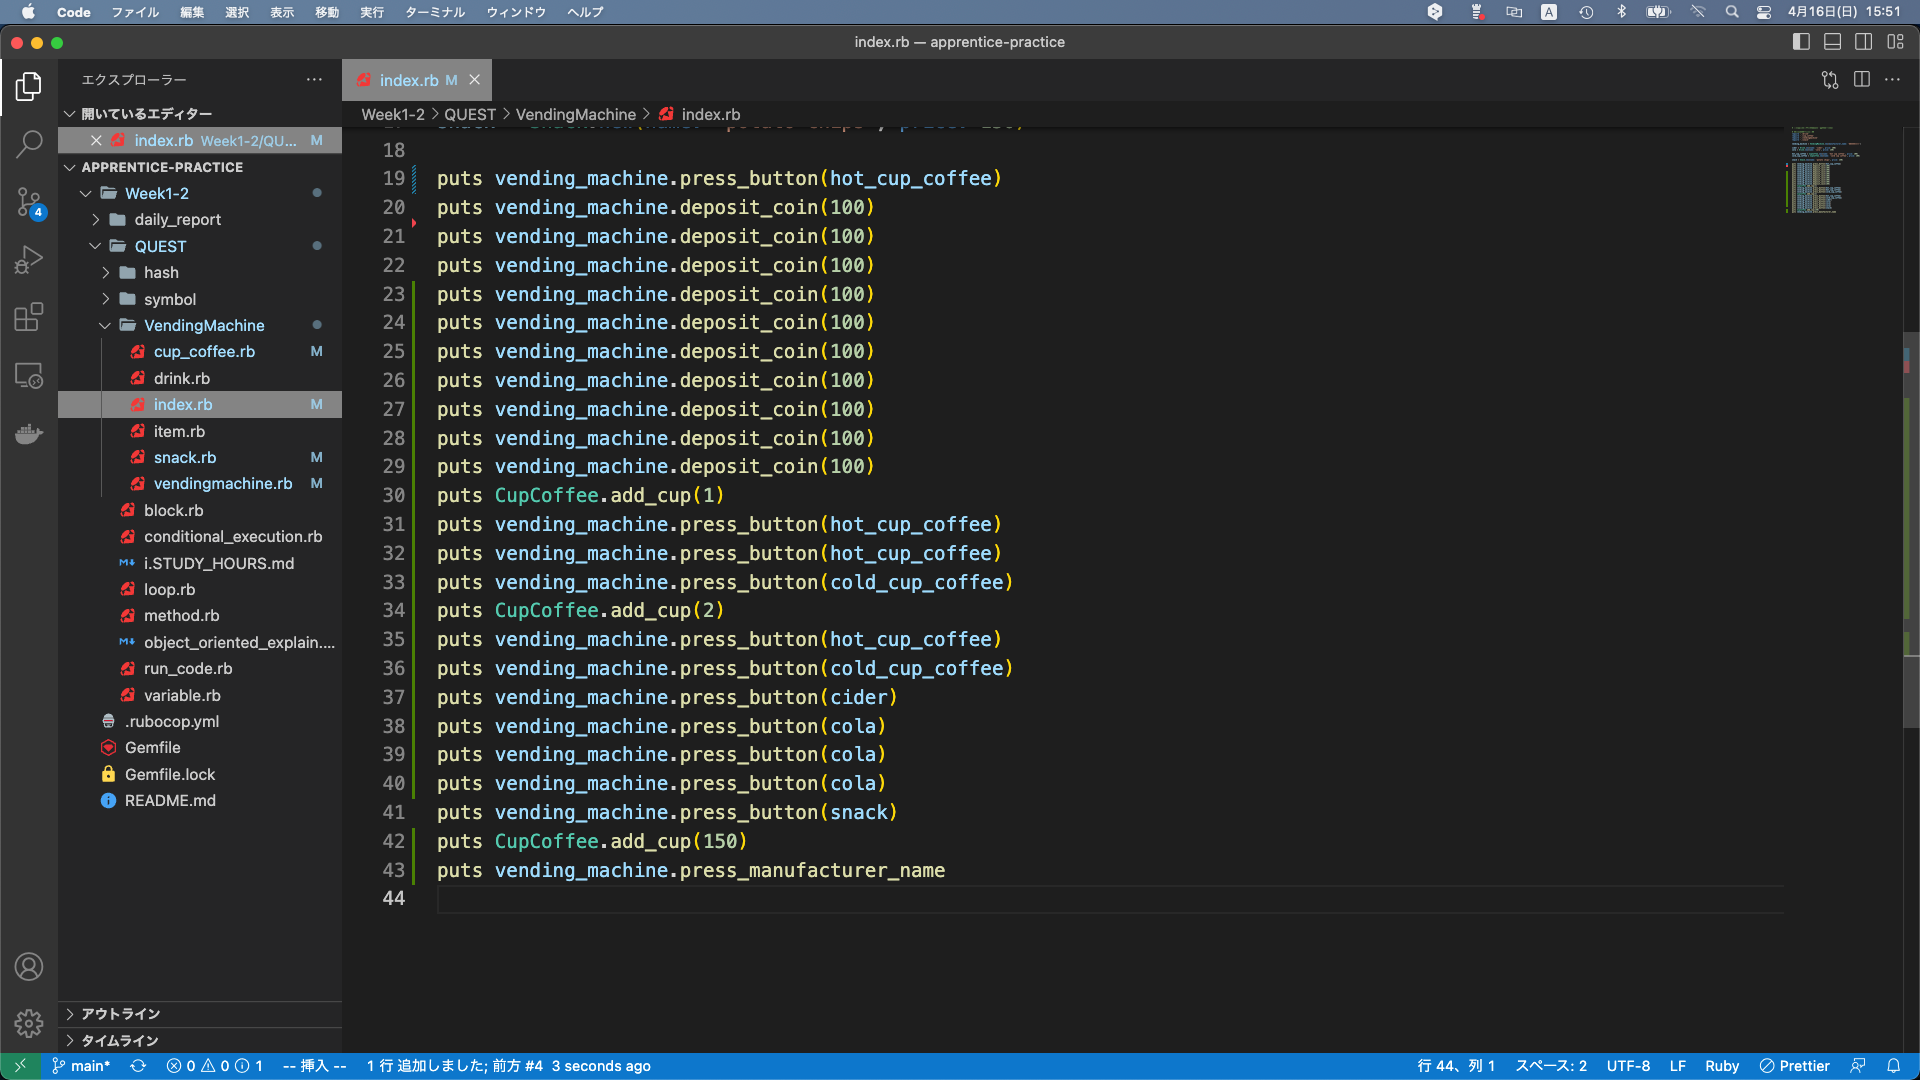 Code ファイル 編集 選択 表示 移動 実行 ターミナル ウィンドウ ヘルプ
A 4月16日(日) 15:51
index.rb — apprentice-practice
エクスプローラー
index.rb M
開いているエディター
Week1-2 > QUEST > VendingMachine > index.rb
index.rb Week1-2/QU... M
APPRENTICE-PRACTICE
Week1-2
daily_report
QUEST
hash
symbol
VendingMachine
cup_coffee.rb M
drink.rb
index.rb M
item.rb
snack.rb M
vendingmachine.rb M
block.rb
conditional_execution.rb
i.STUDY_HOURS.md
loop.rb
method.rb
object_oriented_explain....
run_code.rb
variable.rb
.rubocop.yml
Gemfile
Gemfile.lock
README.md
アウトライン
タイムライン
4
18
19 puts vending_machine.press_button(hot_cup_coffee)
20 puts vending_machine.deposit_coin(100)
21 puts vending_machine.deposit_coin(100)
22 puts vending_machine.deposit_coin(100)
23 puts vending_machine.deposit_coin(100)
24 puts vending_machine.deposit_coin(100)
25 puts vending_machine.deposit_coin(100)
26 puts vending_machine.deposit_coin(100)
27 puts vending_machine.deposit_coin(100)
28 puts vending_machine.deposit_coin(100)
29 puts vending_machine.deposit_coin(100)
30 puts CupCoffee.add_cup(1)
31 puts vending_machine.press_button(hot_cup_coffee)
32 puts vending_machine.press_button(hot_cup_coffee)
33 puts vending_machine.press_button(cold_cup_coffee)
34 puts CupCoffee.add_cup(2)
35 puts vending_machine.press_button(hot_cup_coffee)
36 puts vending_machine.press_button(cold_cup_coffee)
37 puts vending_machine.press_button(cider)
38 puts vending_machine.press_button(cola)
39 puts vending_machine.press_button(cola)
40 puts vending_machine.press_button(cola)
41 puts vending_machine.press_button(snack)
42 puts CupCoffee.add_cup(150)
43 puts vending_machine.press_manufacturer_name
44
main* 0 0 1 -- 挿入 -- 1 行 追加しました; 前方 #4 3 seconds ago
行 44、列 1 スペース: 2 UTF-8 LF Ruby Prettier